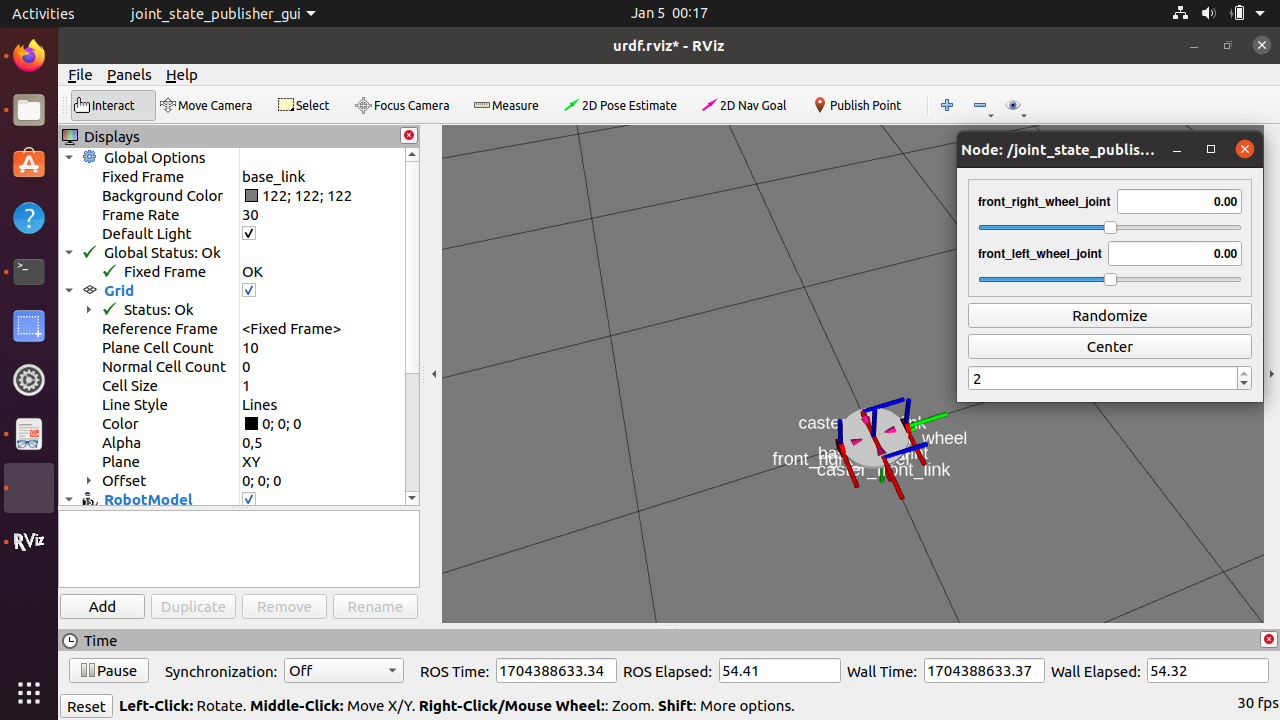 Activities
joint_state_publisher_gui
Jan 5 00:17
urdf.rviz* - RViz
File Panels Help
Interact Move Camera Select Focus Camera Measure 2D Pose Estimate 2D Nav Goal Publish Point
Displays
Global Options
Fixed Frame base_link
Background Color 122; 122; 122
Frame Rate 30
Default Light
Global Status: Ok
Fixed Frame OK
Grid
Status: Ok
Reference Frame <Fixed Frame>
Plane Cell Count 10
Normal Cell Count 0
Cell Size 1
Line Style Lines
Color 0; 0; 0
Alpha 0,5
Plane XY
Offset 0; 0; 0
RobotModel
Add Duplicate Remove Rename
Node: /joint_state_publis...
front_right_wheel_joint 0.00
front_left_wheel_joint 0.00
Randomize
Center
2
wheel
caster_front_link
RViz
Time
Pause Synchronization: Off ROS Time: 1704388633.34 ROS Elapsed: 54.41 Wall Time: 1704388633.37 Wall Elapsed: 54.32
Reset Left-Click: Rotate. Middle-Click: Move X/Y. Right-Click/Mouse Wheel:: Zoom. Shift: More options. 30 fps